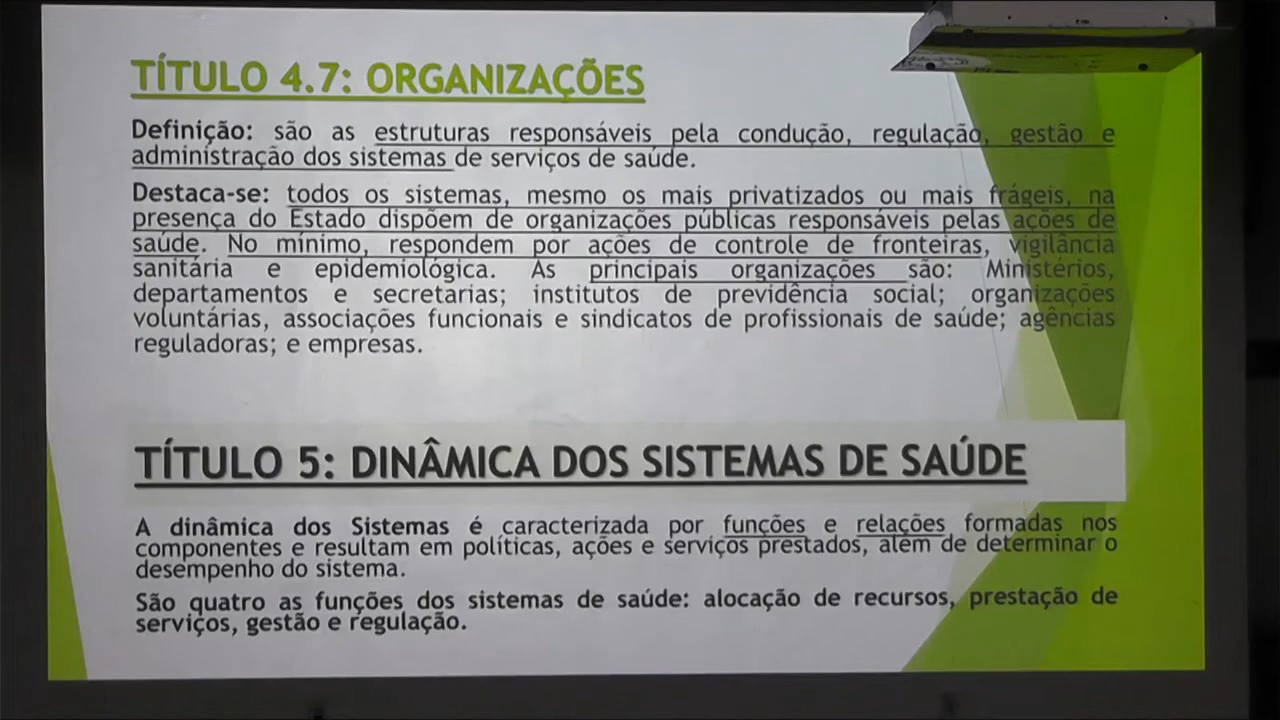 TÍTULO 4.7: ORGANIZAÇÕES
Definição: são as estruturas responsáveis pela condução, regulação, gestão e
administração dos sistemas de serviços de saúde.
Destaca-se: todos os sistemas, mesmo os mais privatizados ou mais frágeis, na
presença do Estado dispõem de organizações públicas responsáveis pelas ações de
saúde. No mínimo, respondem por ações de controle de fronteiras, vigilância
sanitária e epidemiológica. As principais organizações são: Ministérios,
departamentos e secretarias; institutos de previdência social; organizações
voluntárias, associações funcionais e sindicatos de profissionais de saúde; agências
reguladoras; e empresas.
TÍTULO 5: DINÂMICA DOS SISTEMAS DE SAÚDE
A dinâmica dos Sistemas é caracterizada por funções e relações formadas nos
componentes e resultam em políticas, ações e serviços prestados, além de determinar o
desempenho do sistema.
São quatro as funções dos sistemas de saúde: alocação de recursos, prestação de
serviços, gestão e regulação.